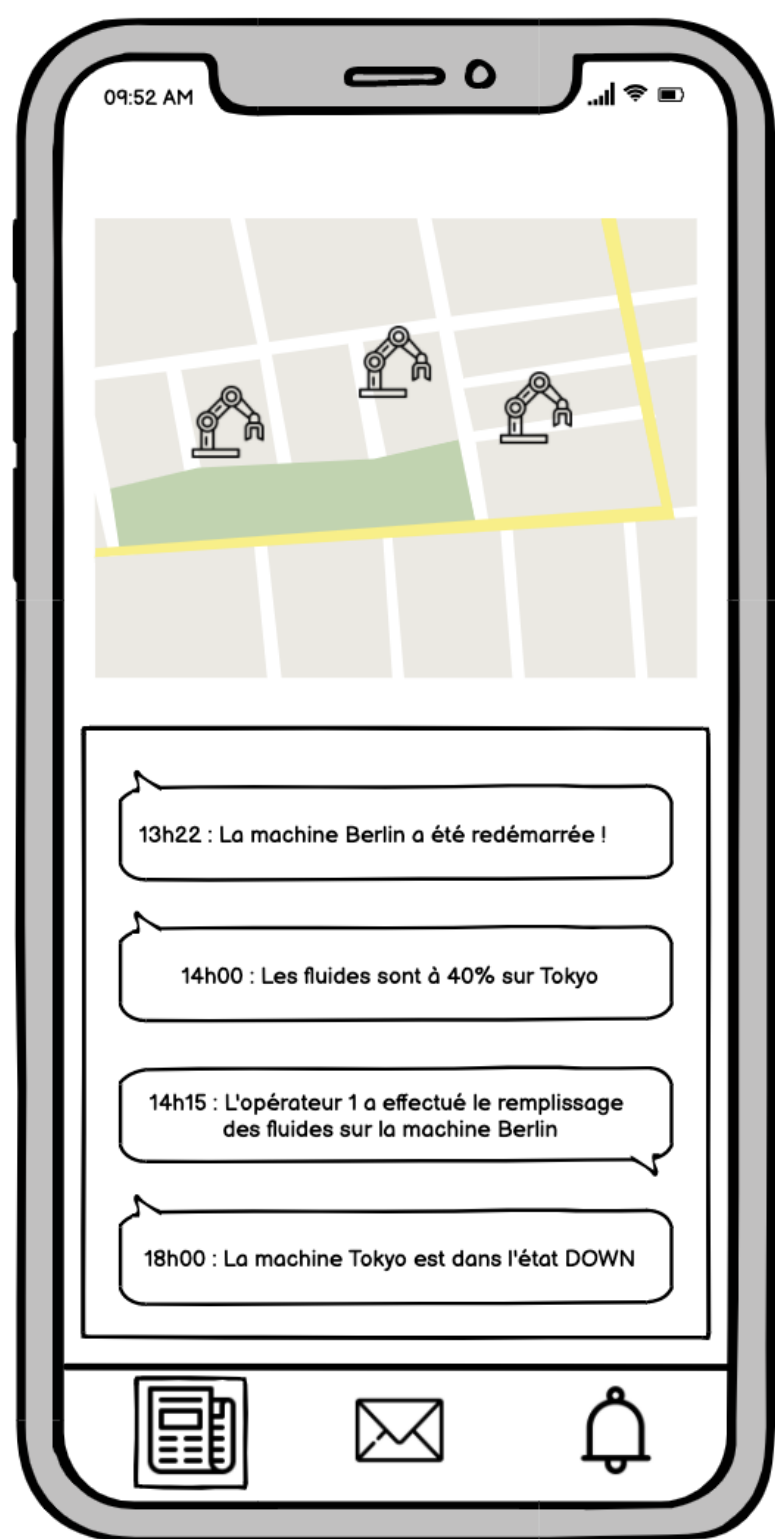 09:52 AM
13h22 : La machine Berlin a été redémarrée !
14h00 : Les fluides sont à 40% sur Tokyo
14h15 : L'opérateur 1 a effectué le remplissage
des fluides sur la machine Berlin
18h00 : La machine Tokyo est dans l'état DOWN